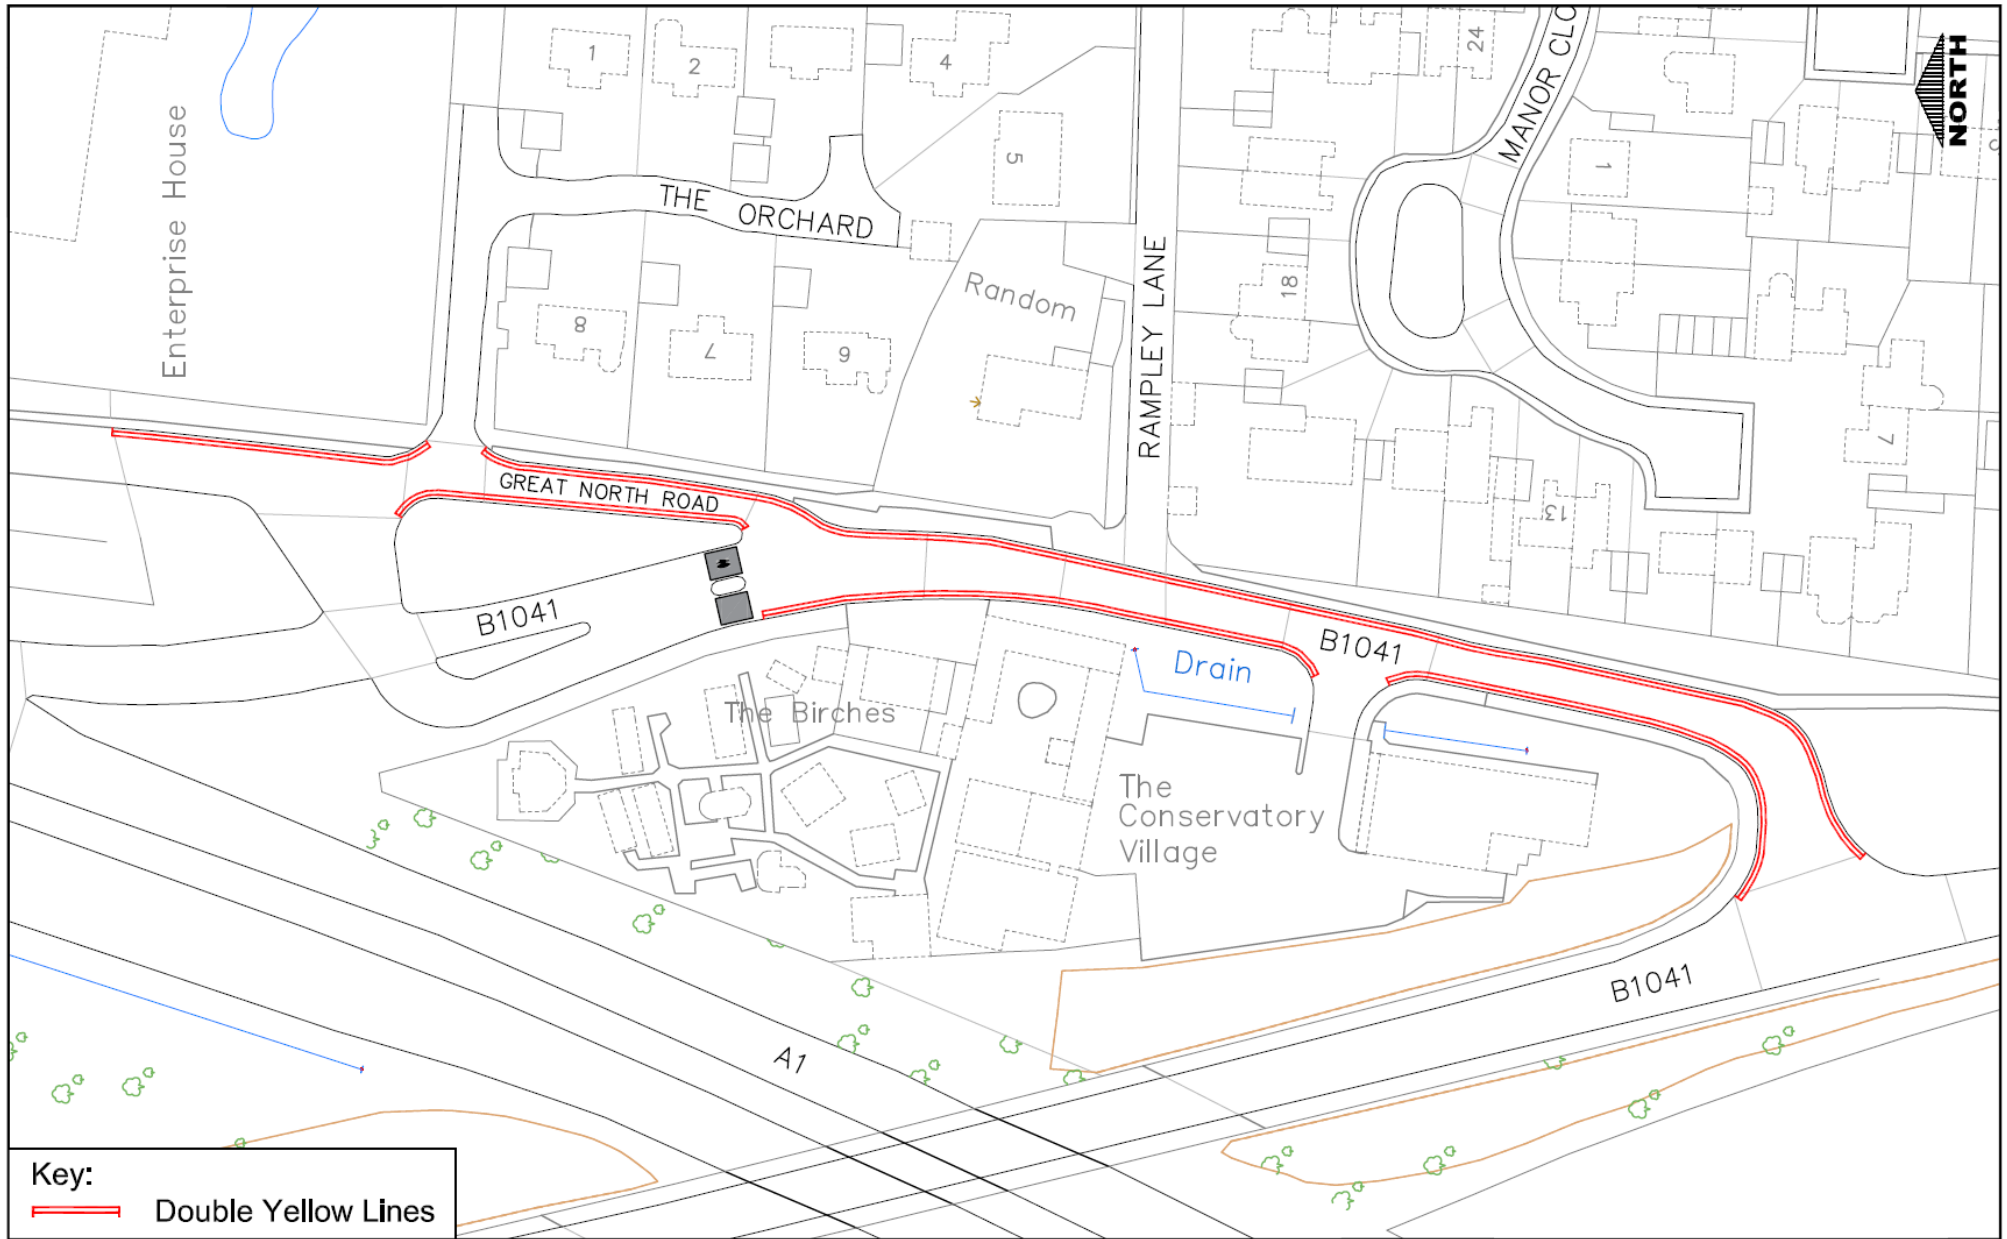 1
2
4
24
MANOR CLO
NORTH
Enterprise House
5
1
THE ORCHARD
RAMPLEY LANE
Random
18
8
7
6
7
GREAT NORTH ROAD
13
B1041
B1041
Drain
The Birches
The
Conservatory
Village
B1041
A1
Key:
Double Yellow Lines